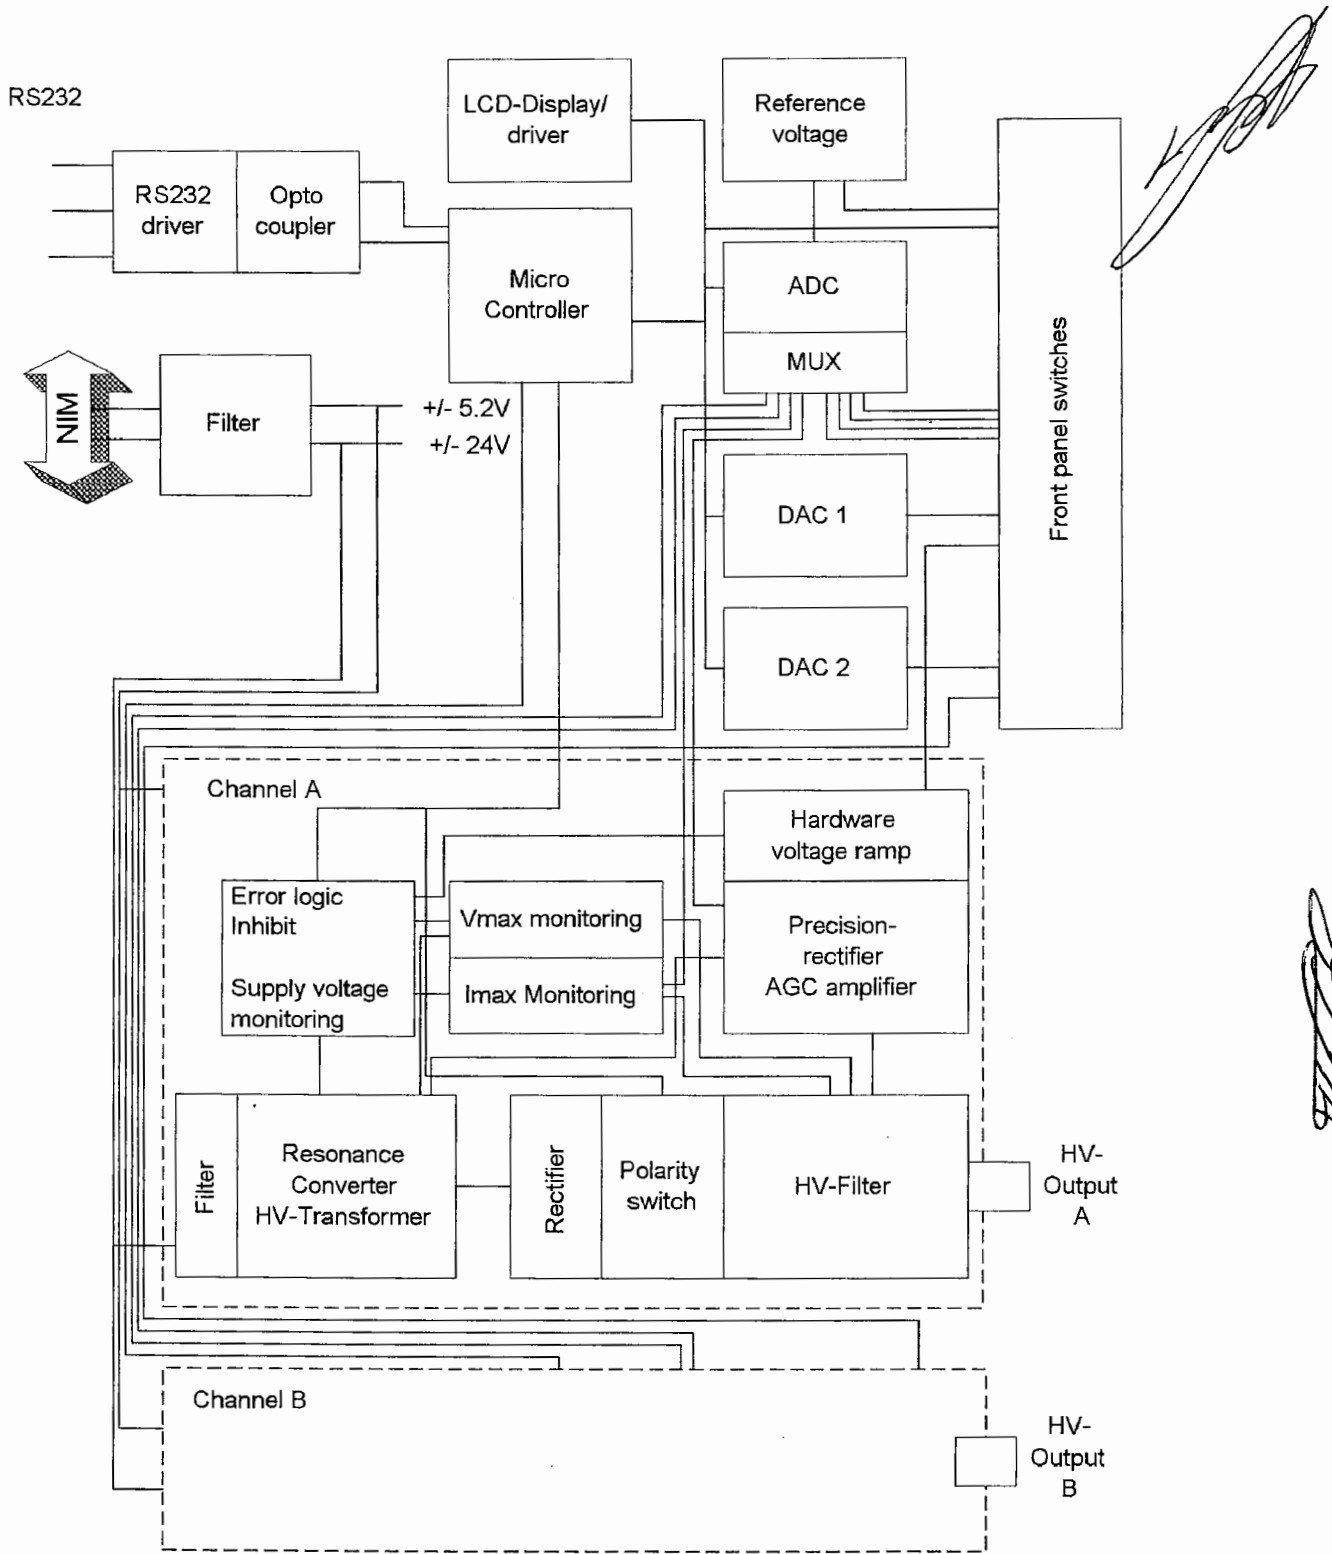 RS232
LCD-Display/
driver
Reference
voltage
RS232
driver
Opto
coupler
Micro
Controller
ADC
MUX
Front panel switches
NIM
Filter
+/- 5.2V
+/- 24V
DAC 1
DAC 2
Channel A
Hardware
voltage ramp
Error logic
Inhibit
Supply voltage
monitoring
Vmax monitoring
Imax Monitoring
Precision-
rectifier
AGC amplifier
Filter
Resonance
Converter
HV-Transformer
Rectifier
Polarity
switch
HV-Filter
HV-
Output
A
Channel B
HV-
Output
B